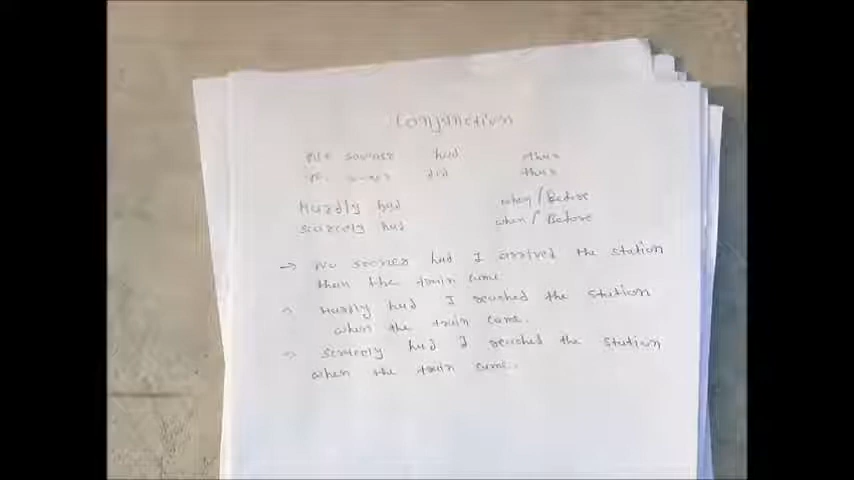 Conjunction
No sooner had than
No sooner did than
Hardly had when / Before
scarcely had when / Before
→ No sooner had I arrived the station
than the train came
→ Hardly had I reached the station
when the train came.
→ Scarcely had I reached the station
when the train came.